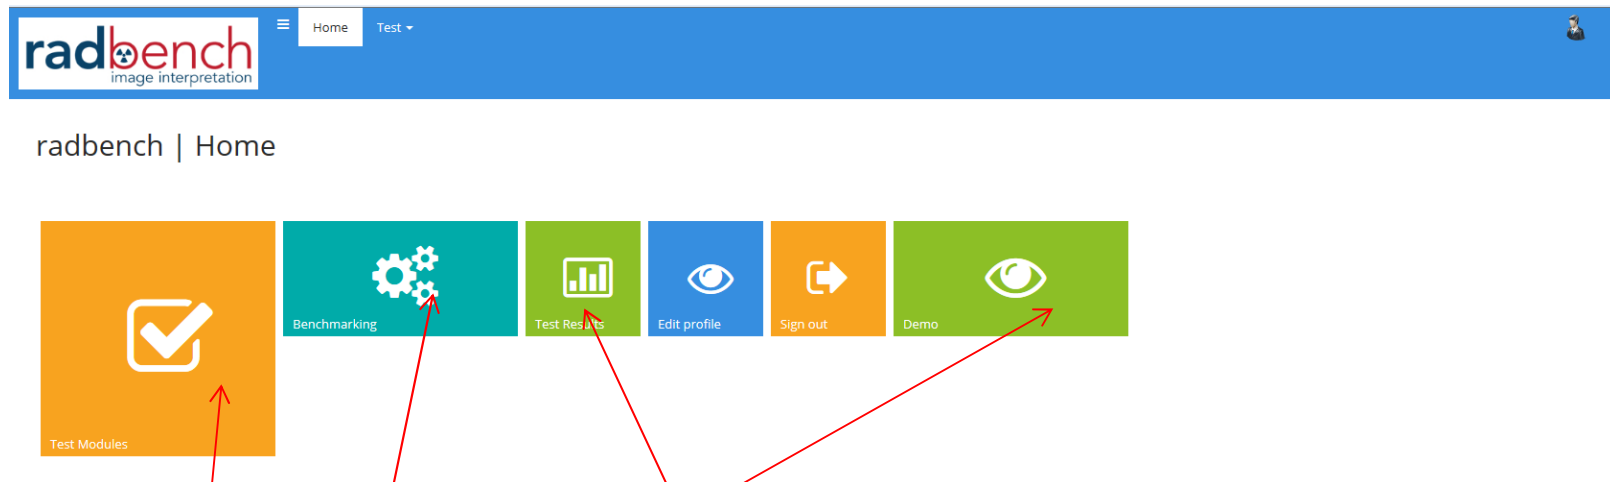 radbench
image interpretation
Home
Test
radbench | Home
Benchmarking
Test Results
Edit profile
Sign out
Demo
Test Modules